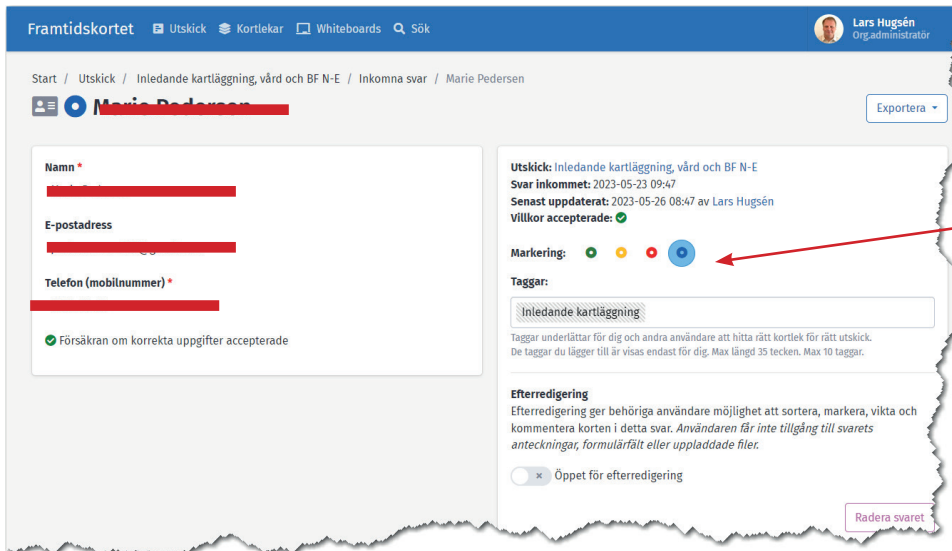 Framtidskortet Utskick Kortlekar Whiteboards Sök
Lars Hugsén
Org.administratör
Start / Utskick / Inledande kartläggning, vård och BF N-E / Inkomna svar / Marie Pedersen
Exportera
Namn *
E-postadress
Telefon (mobilnummer) *
Försäkran om korrekta uppgifter accepterade
Utskick: Inledande kartläggning, vård och BF N-E
Svar inkommet: 2023-05-23 09:47
Senast uppdaterat: 2023-05-26 08:47 av Lars Hugsén
Villkor accepterade:
Markering:
Taggar:
Inledande kartläggning
Taggar underlättar för dig och andra användare att hitta rätt kortlek för rätt utskick.
De taggar du lägger till är visas endast för dig. Max längd 35 tecken. Max 10 taggar.
Efterredigering
Efterredigering ger behöriga användare möjlighet att sortera, markera, vikta och
kommentera korten i detta svar. Användaren får inte tillgång till svarets
anteckningar, formulärfält eller uppladdade filer.
Öppet för efterredigering
Radera svaret